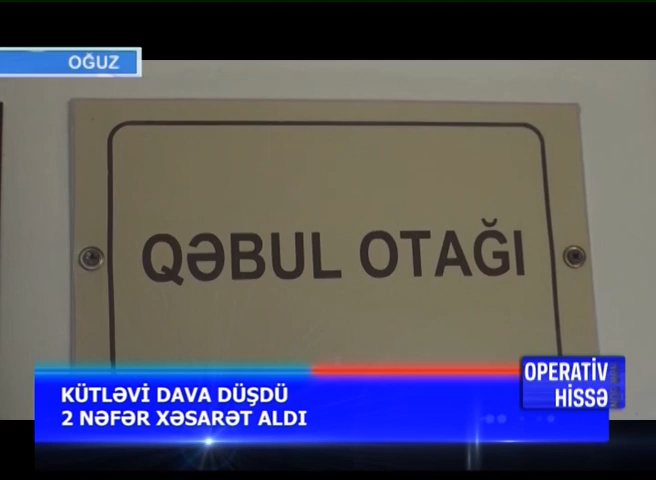 OĞUZ
QƏBUL OTAĞI
KÜTLƏVİ DAVA DÜŞDÜ
2 NƏFƏR XƏSARƏT ALDI
OPERATİV
HİSSƏ